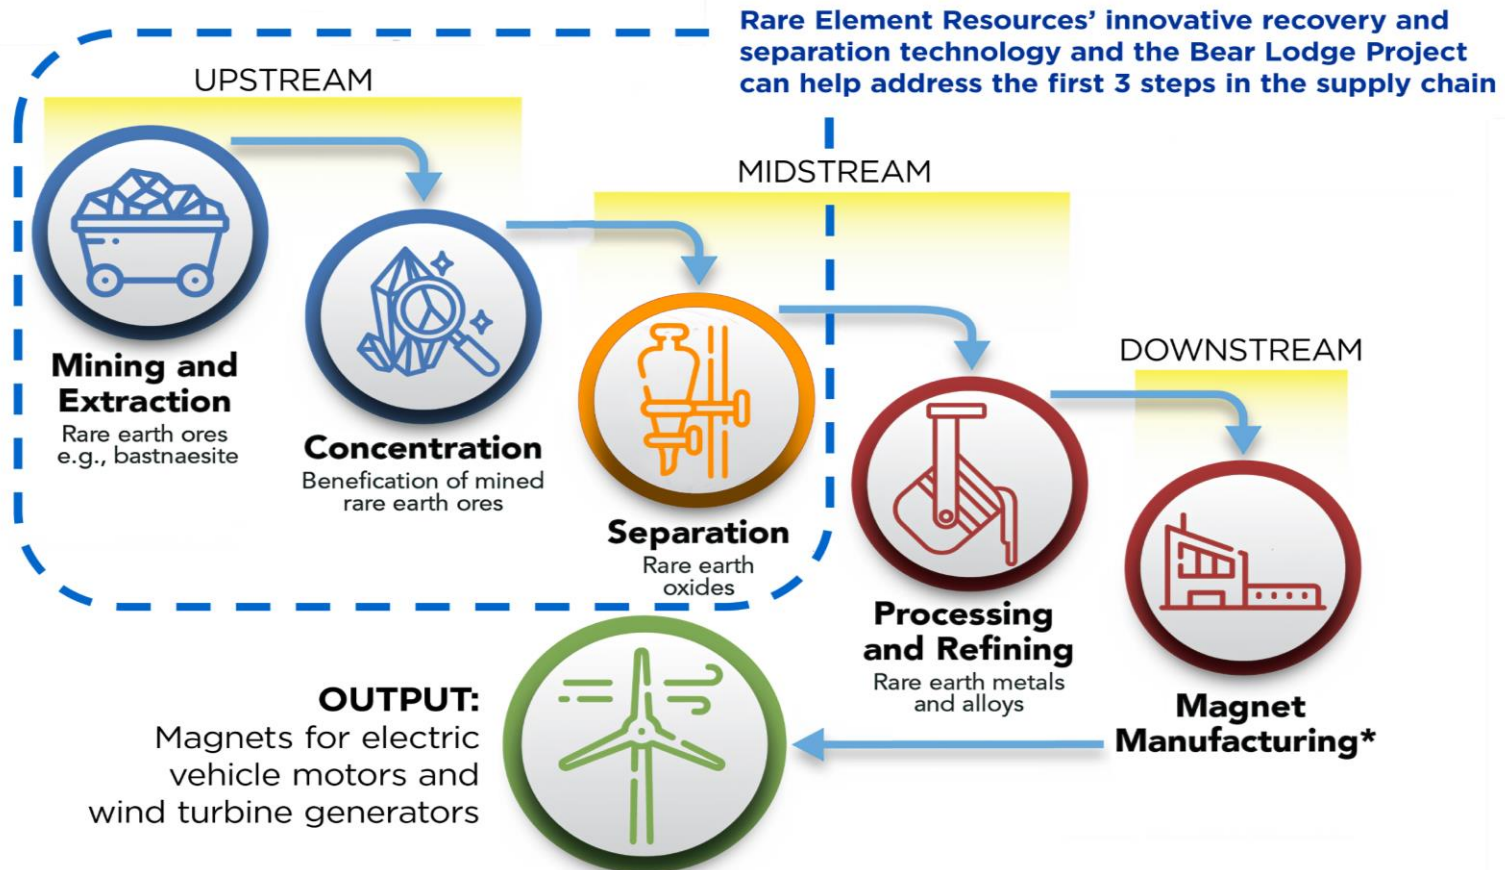 Rare Element Resources' innovative recovery and
separation technology and the Bear Lodge Project
can help address the first 3 steps in the supply chain
UPSTREAM
Mining and
Extraction
Rare earth ores
e.g., bastnaesite
Concentration
Benefication of mined
rare earth ores
MIDSTREAM
Separation
Rare earth
oxides
Processing
and Refining
Rare earth metals
and alloys
DOWNSTREAM
Magnet
Manufacturing*
OUTPUT:
Magnets for electric
vehicle motors and
wind turbine generators